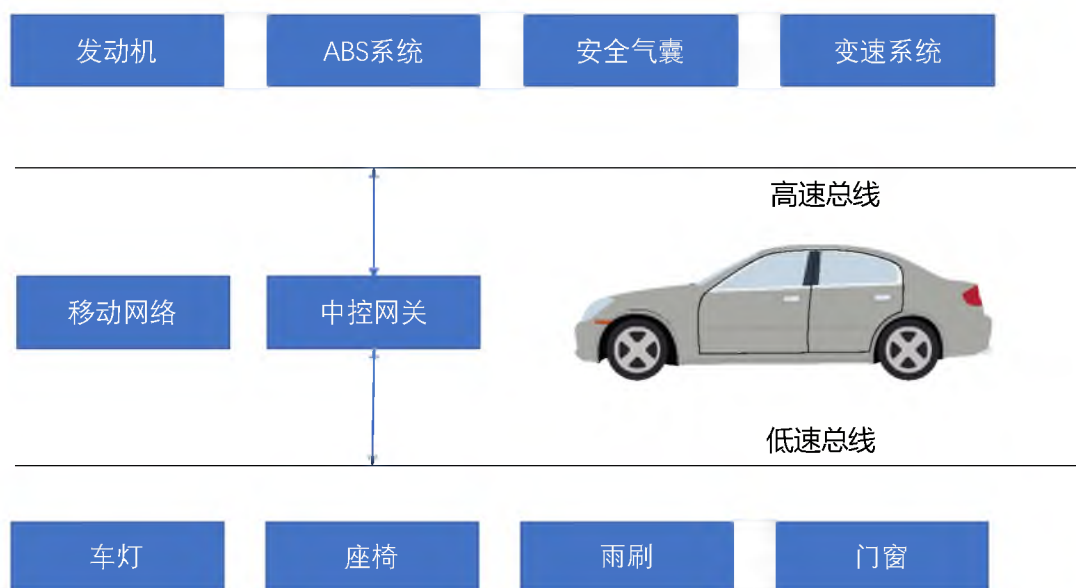 发动机
ABS系统
安全气囊
变速系统
高速总线
移动网络
中控网关
低速总线
车灯
座椅
雨刷
门窗